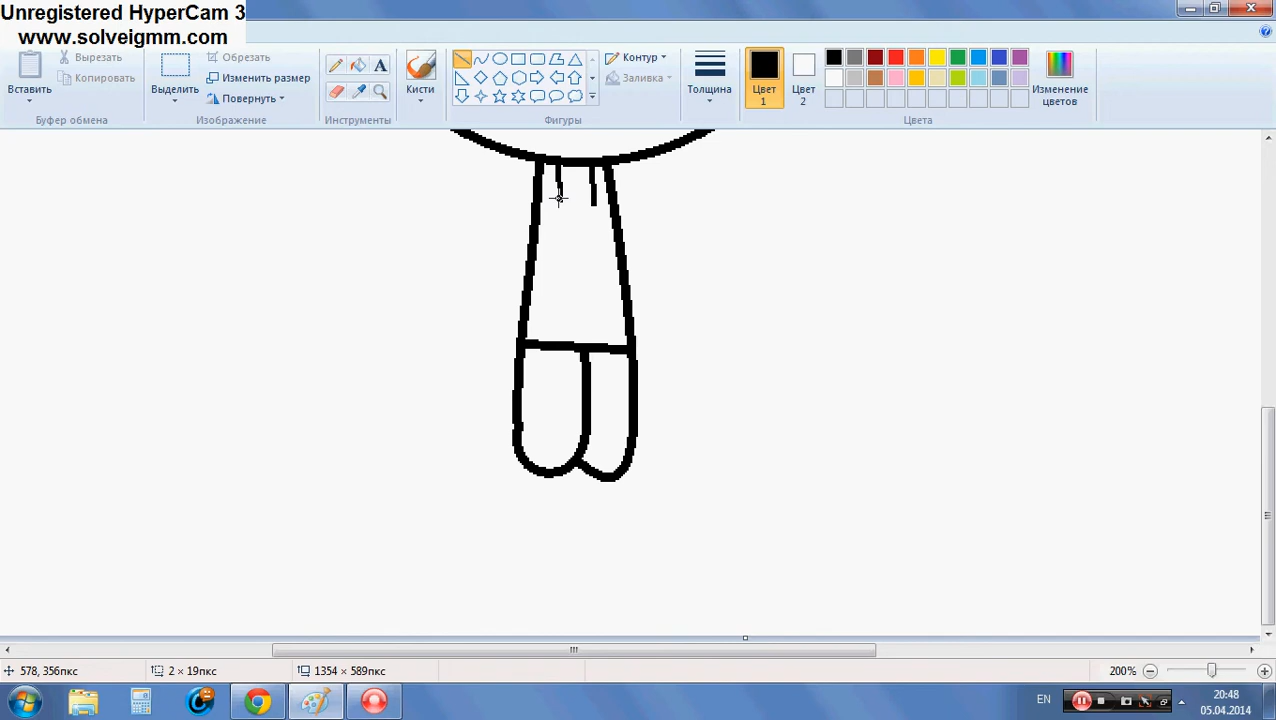 Unregistered HyperCam 3
www.solveigmm.com
Вставить
Вырезать
Копировать
Буфер обмена
Выделить
Обрезать
Изменить размер
Повернуть
Изображение
A
Инструменты
Кисти
Контур
Заливка
Фигуры
Толщина
Цвет
1
Цвет
2
Изменение
цветов
Цвета
578, 356пкс
2 × 19пкс
1354 × 589пкс
200%
EN
20:48
05.04.2014